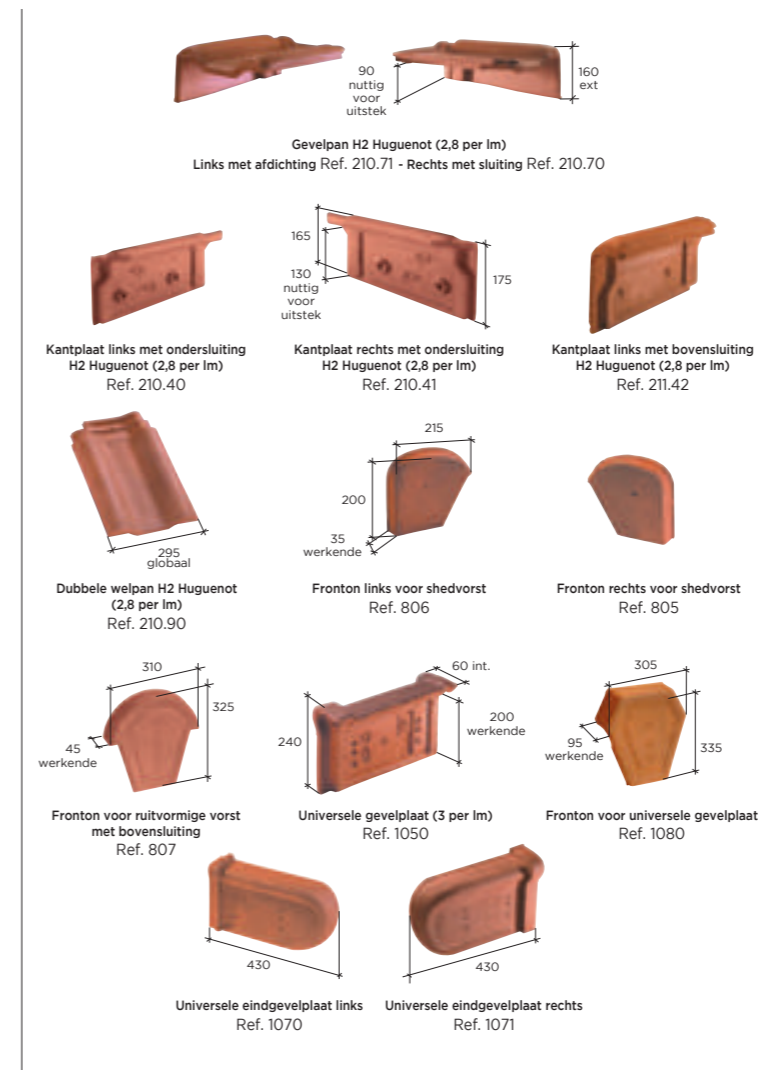 90
nuttig
voor
uitstek
160
ext
Gevelpan H2 Huguenot (2,8 per lm)
Links met afdichting Ref. 210.71 - Rechts met sluiting Ref. 210.70
165
130
nuttig
voor
uitstek
175
Kantplaat links met ondersluiting
H2 Huguenot (2,8 per lm)
Ref. 210.40
Kantplaat rechts met ondersluiting
H2 Huguenot (2,8 per lm)
Ref. 210.41
Kantplaat links met bovensluiting
H2 Huguenot (2,8 per lm)
Ref. 211.42
295
globaal
215
200
35
werkende
Dubbele welpan H2 Huguenot
(2,8 per lm)
Ref. 210.90
Fronton links voor shedvorst
Ref. 806
Fronton rechts voor shedvorst
Ref. 805
310
325
45
werkende
60 int.
240
200
werkende
305
95
werkende
335
Fronton voor ruitvormige vorst
met bovensluiting
Ref. 807
Universele gevelplaat (3 per lm)
Ref. 1050
Fronton voor universele gevelplaat
Ref. 1080
430
430
Universele eindgevelplaat links
Ref. 1070
Universele eindgevelplaat rechts
Ref. 1071